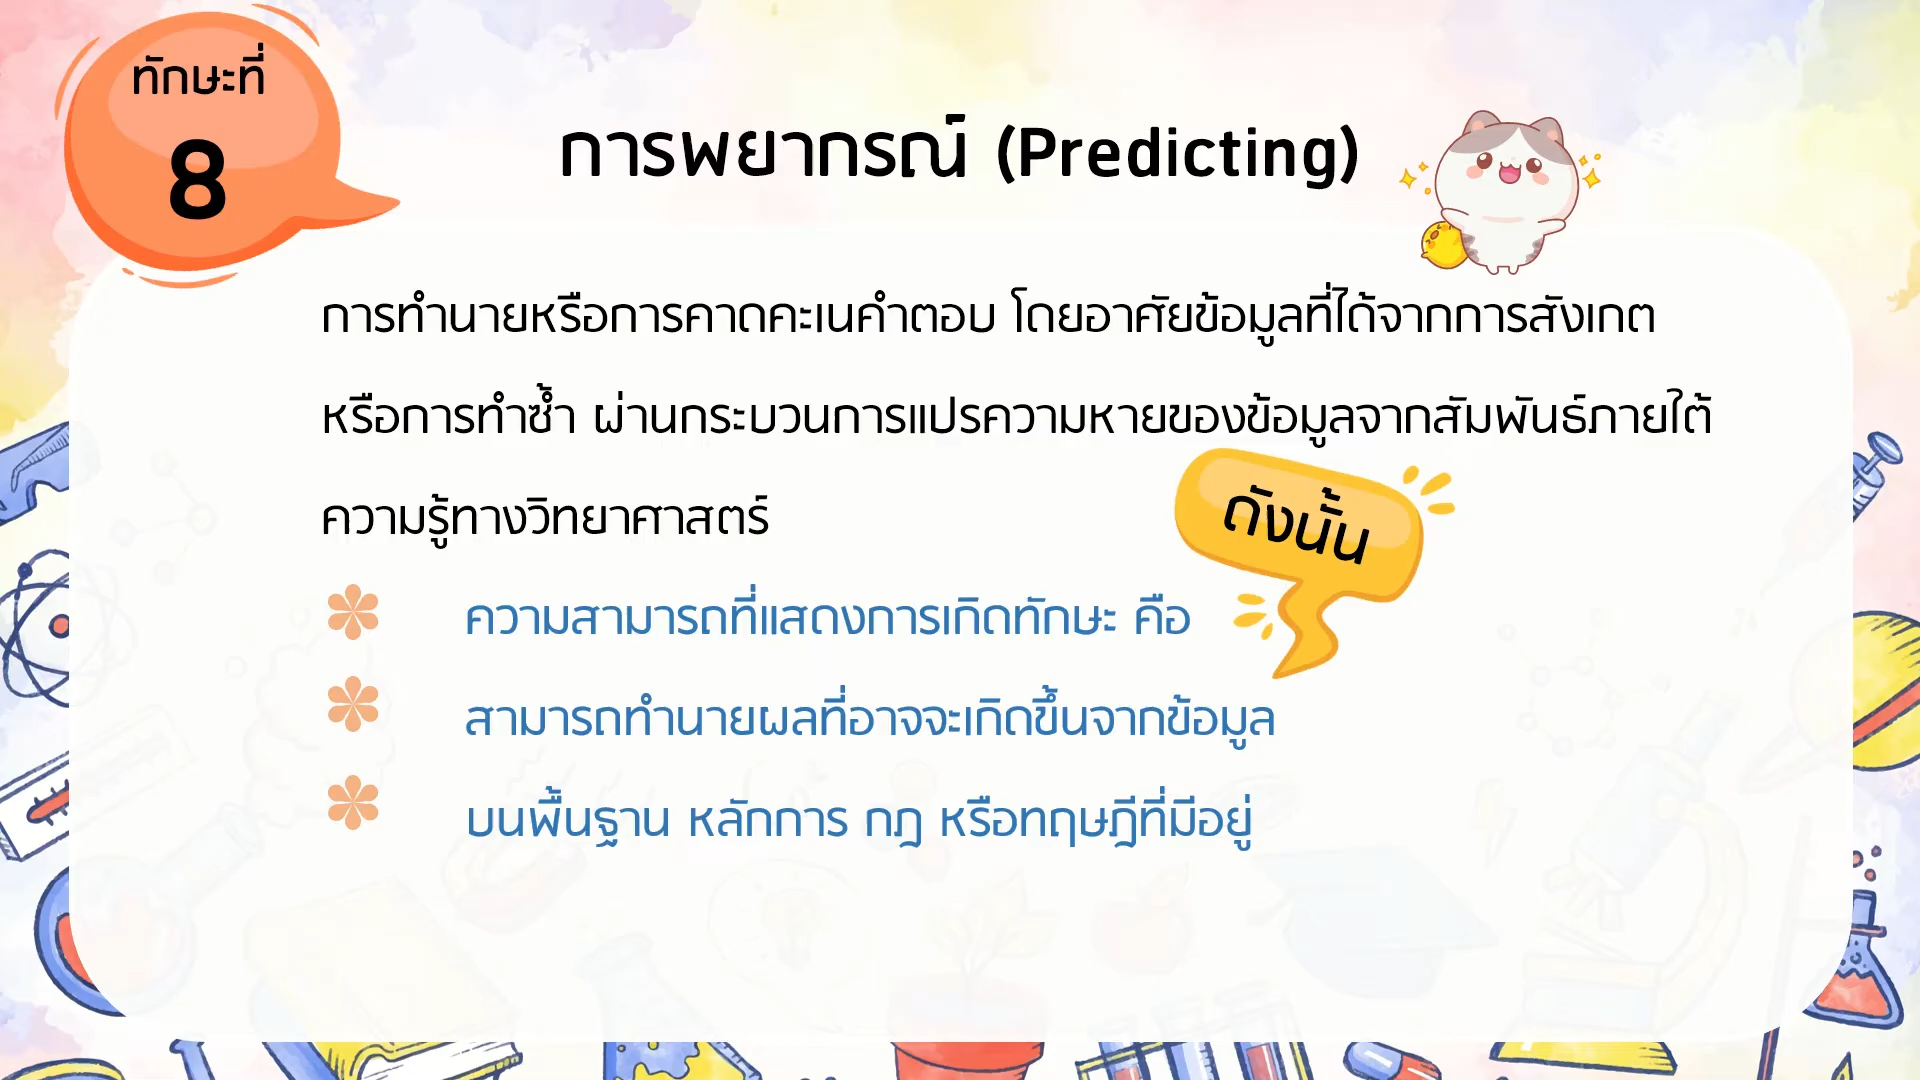 ทักษะที่
8
การพยากรณ์ (Predicting)
การทำนายหรือการคาดคะเนคำตอบ โดยอาศัยข้อมูลที่ได้จากการสังเกต
หรือการทำซ้ำ ผ่านกระบวนการแปรความหายของข้อมูลจากสัมพันธ์ภายใต้
ความรู้ทางวิทยาศาสตร์
ดังนั้น
ความสามารถที่แสดงการเกิดทักษะ คือ
สามารถทำนายผลที่อาจจะเกิดขึ้นจากข้อมูล
บนพื้นฐาน หลักการ กฎ หรือทฤษฎีที่มีอยู่